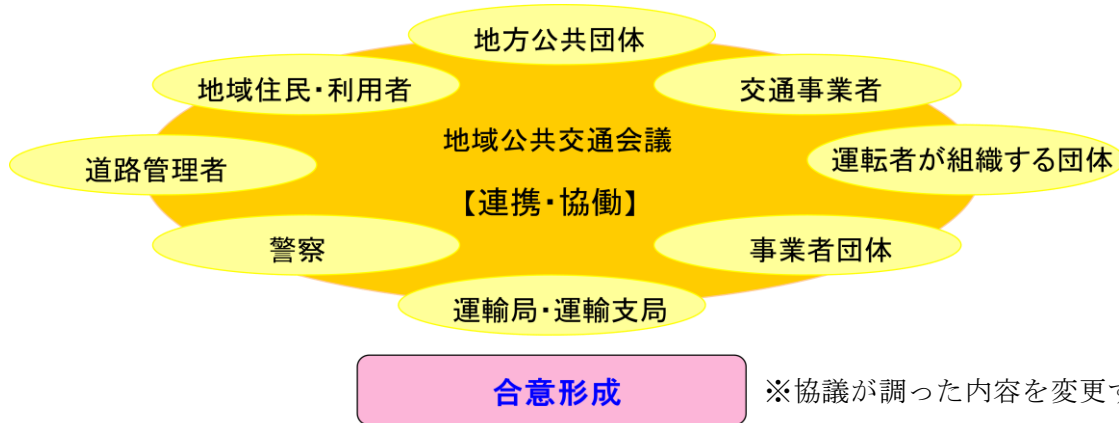 地方公共団体
地域住民・利用者
交通事業者
地域公共交通会議
道路管理者
運転者が組織する団体
【連携・協働】
警察
事業者団体
運輸局・運輸支局
合意形成
※協議が調った内容を変更す